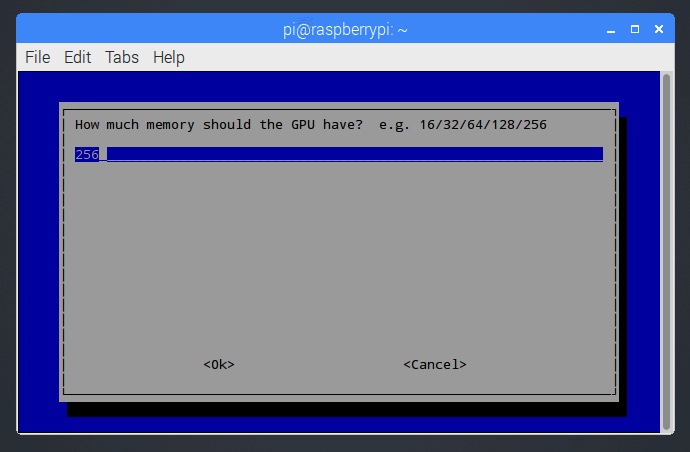 pi@raspberrypi: ~
File Edit Tabs Help
How much memory should the GPU have?  e.g. 16/32/64/128/256
256
<Ok> <Cancel>